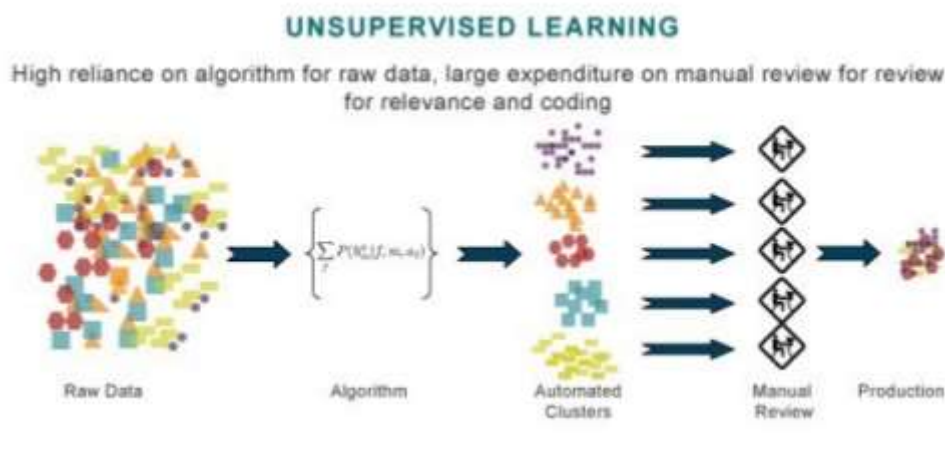 UNSUPERVISED LEARNING
High reliance on algorithm for raw data, large expenditure on manual review for review
for relevance and coding
Raw Data
Algorithm
Automated
Clusters
Manual
Review
Production